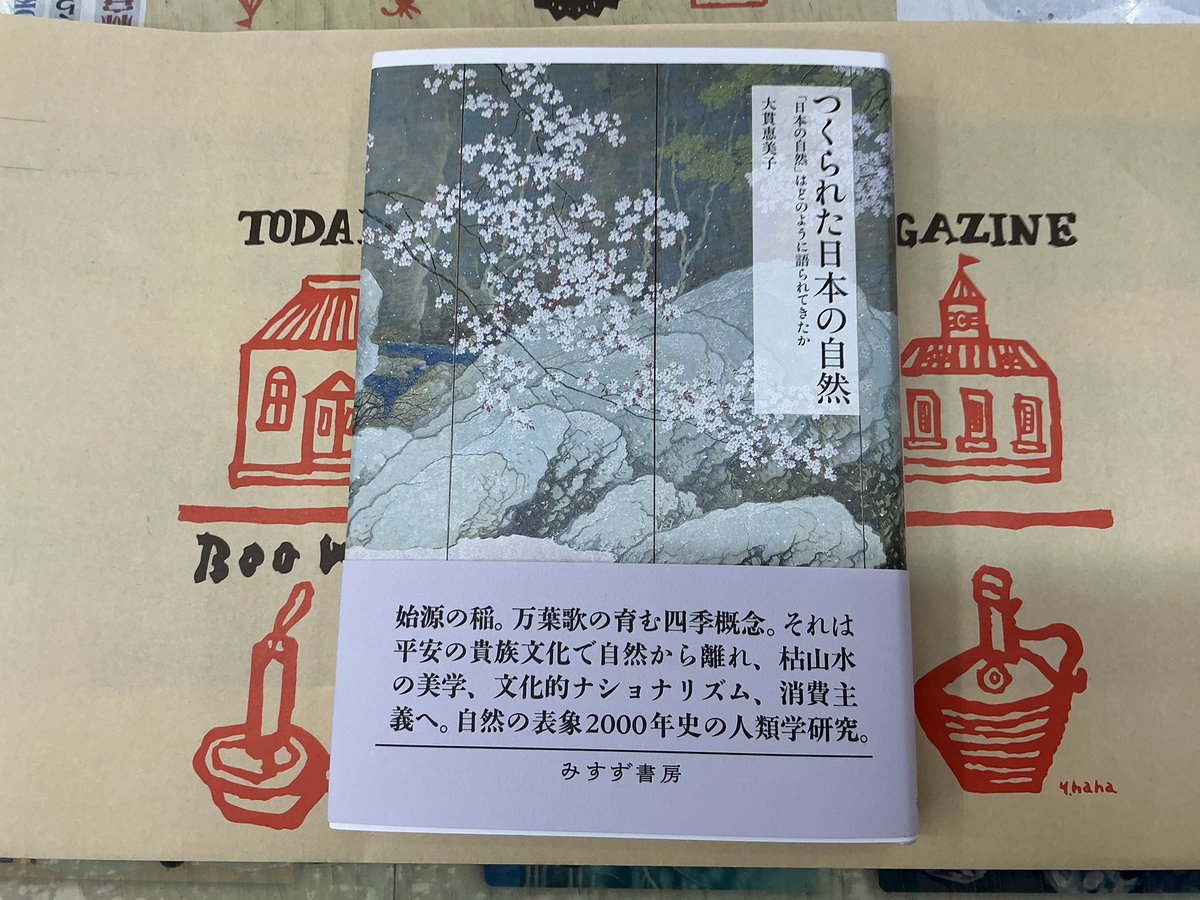 TODA
GAZINE
つくられた日本の自然
「日本の自然」はどのように語られてきたか
大貫恵美子
BOO
始源の稲。万葉歌の育む四季概念。それは
平安の貴族文化で自然から離れ、枯山水
の美学、文化的ナショナリズム、消費主
義へ。自然の表象2000年史の人類学研究。
みすず書房
Y.haha